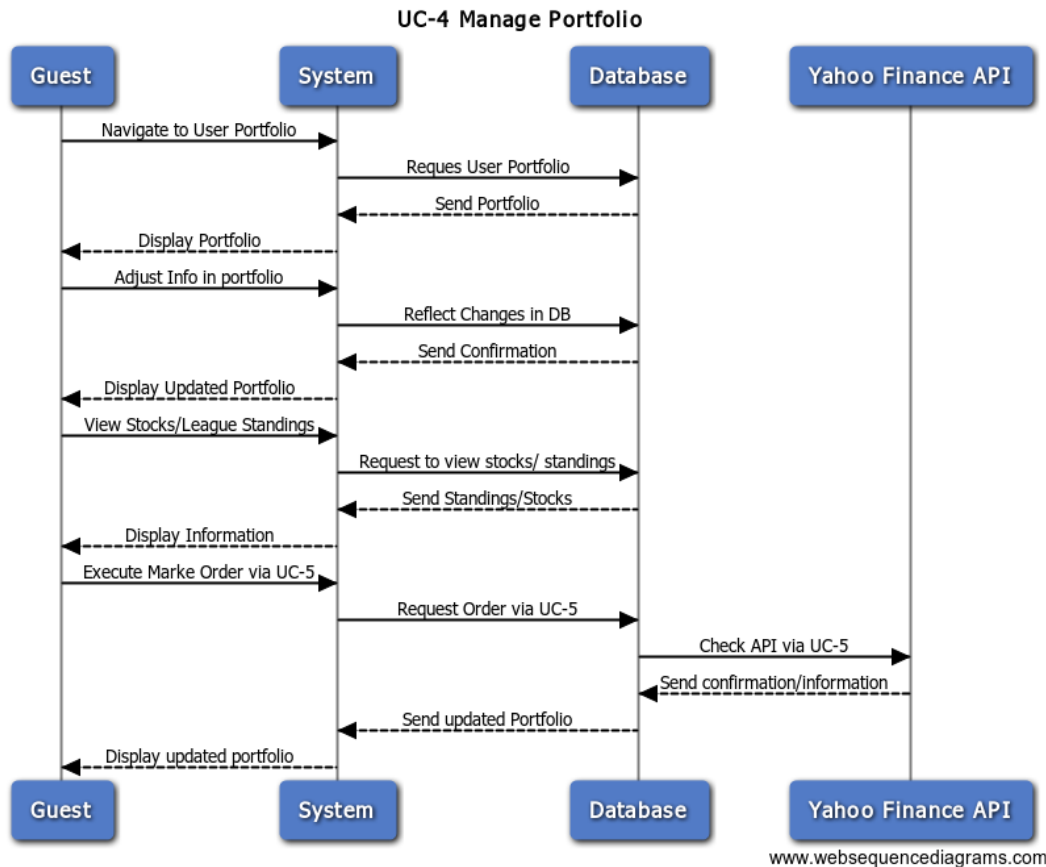 UC-4 Manage Portfolio
Guest
System
Database
Yahoo Finance API
Navigate to User Portfolio
Reques User Portfolio
Send Portfolio
Display Portfolio
Adjust Info in portfolio
Reflect Changes in DB
Send Confirmation
Display Updated Portfolio
View Stocks/League Standings
Request to view stocks/ standings
Send Standings/Stocks
Display Information
Execute Marke Order via UC-5
Request Order via UC-5
Check API via UC-5
Send confirmation/information
Send updated Portfolio
Display updated portfolio
Guest
System
Database
Yahoo Finance API
www.websequencediagrams.com